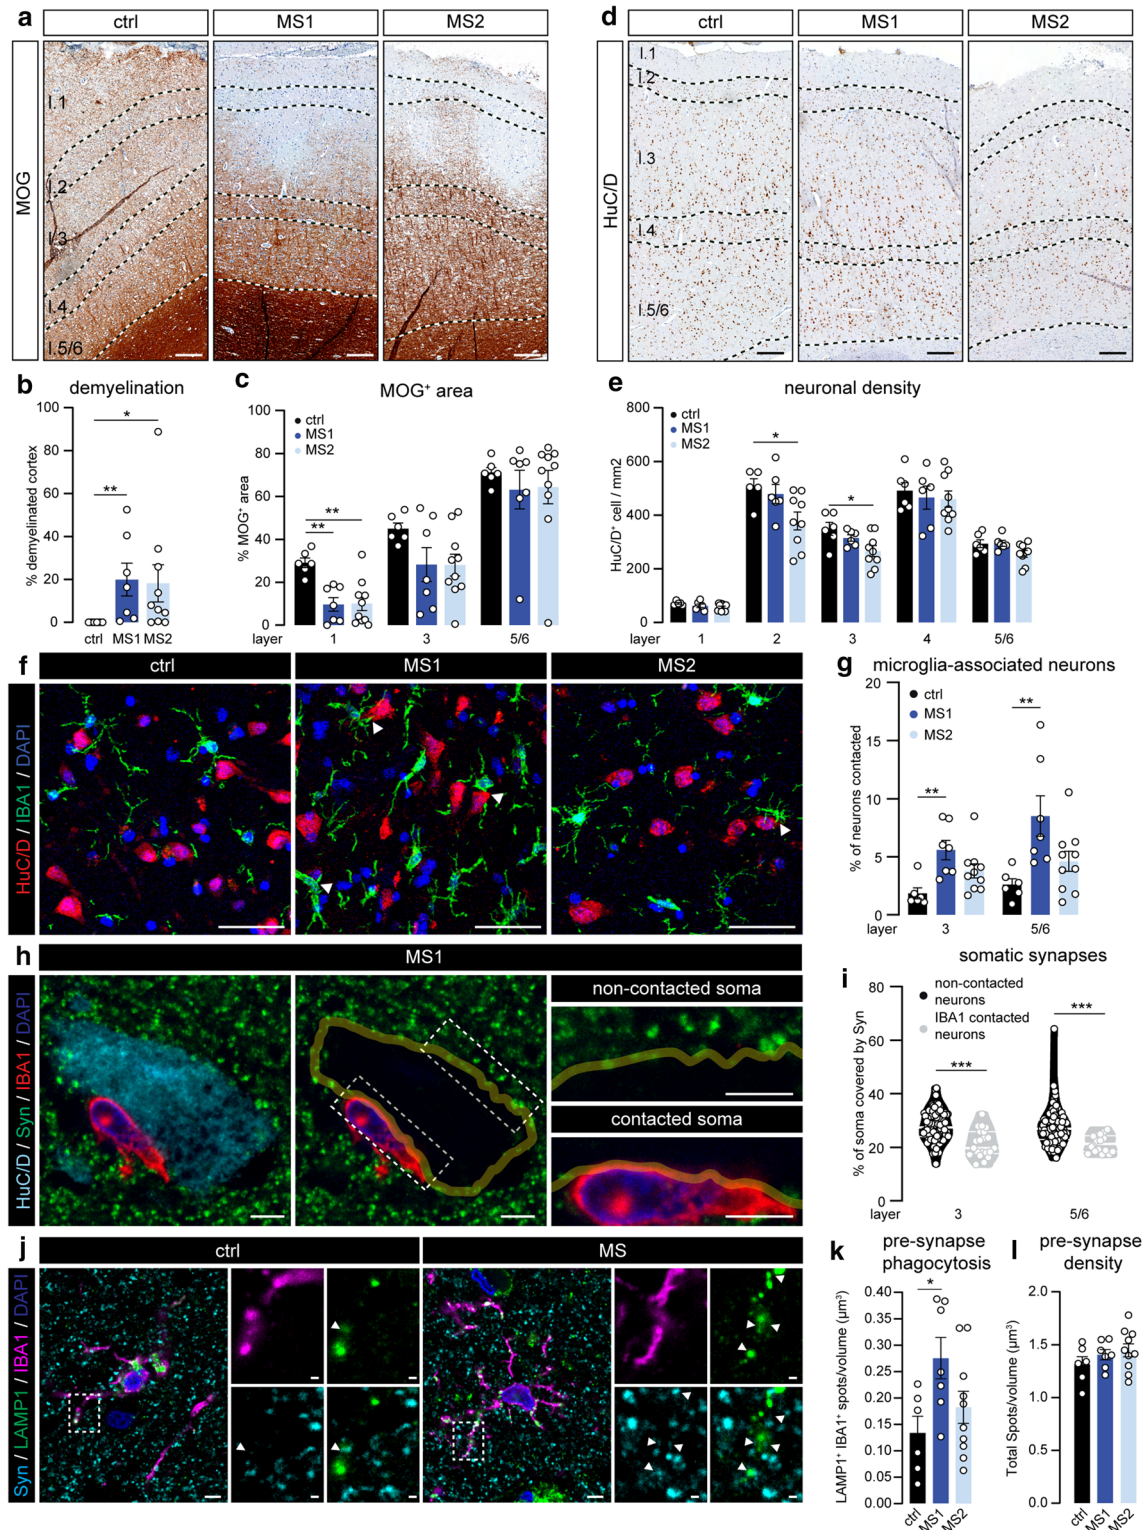 a
ctrl
MS1
MS2
MOG
l.1
l.2
l.3
l.4
l.5/6
d
ctrl
MS1
MS2
HuC/D
l.1
l.2
l.3
l.4
l.5/6
b
demyelination
% demyelinated cortex
100
80
60
40
20
0
*
**
ctrl
MS1
MS2
c
MOG⁺ area
% MOG⁺ area
100
80
60
40
20
0
ctrl
MS1
MS2
**
**
layer
1
3
5/6
e
neuronal density
HuC/D⁺ cell / mm2
800
600
400
200
0
ctrl
MS1
MS2
*
*
layer
1
2
3
4
5/6
f
ctrl
MS1
MS2
HuC/D / IBA1 / DAPI
g
microglia-associated neurons
% of neurons contacted
20
15
10
5
0
ctrl
MS1
MS2
**
**
layer
3
5/6
h
MS1
HuC/D / Syn / IBA1 / DAPI
non-contacted soma
contacted soma
i
somatic synapses
% of soma covered by Syn
80
60
40
20
0
non-contacted
neurons
IBA1 contacted
neurons
***
***
layer
3
5/6
j
ctrl
MS
Syn / LAMP1 / IBA1 / DAPI
k
pre-synapse
phagocytosis
LAMP1⁺ IBA1⁺ spots/volume (µm³)
0.40
0.35
0.30
0.25
0.20
0.15
0.10
0.05
0.00
*
ctrl
MS1
MS2
l
pre-synapse
density
Total Spots/volume (µm³)
2.0
1.5
1.0
0.5
0.0
ctrl
MS1
MS2